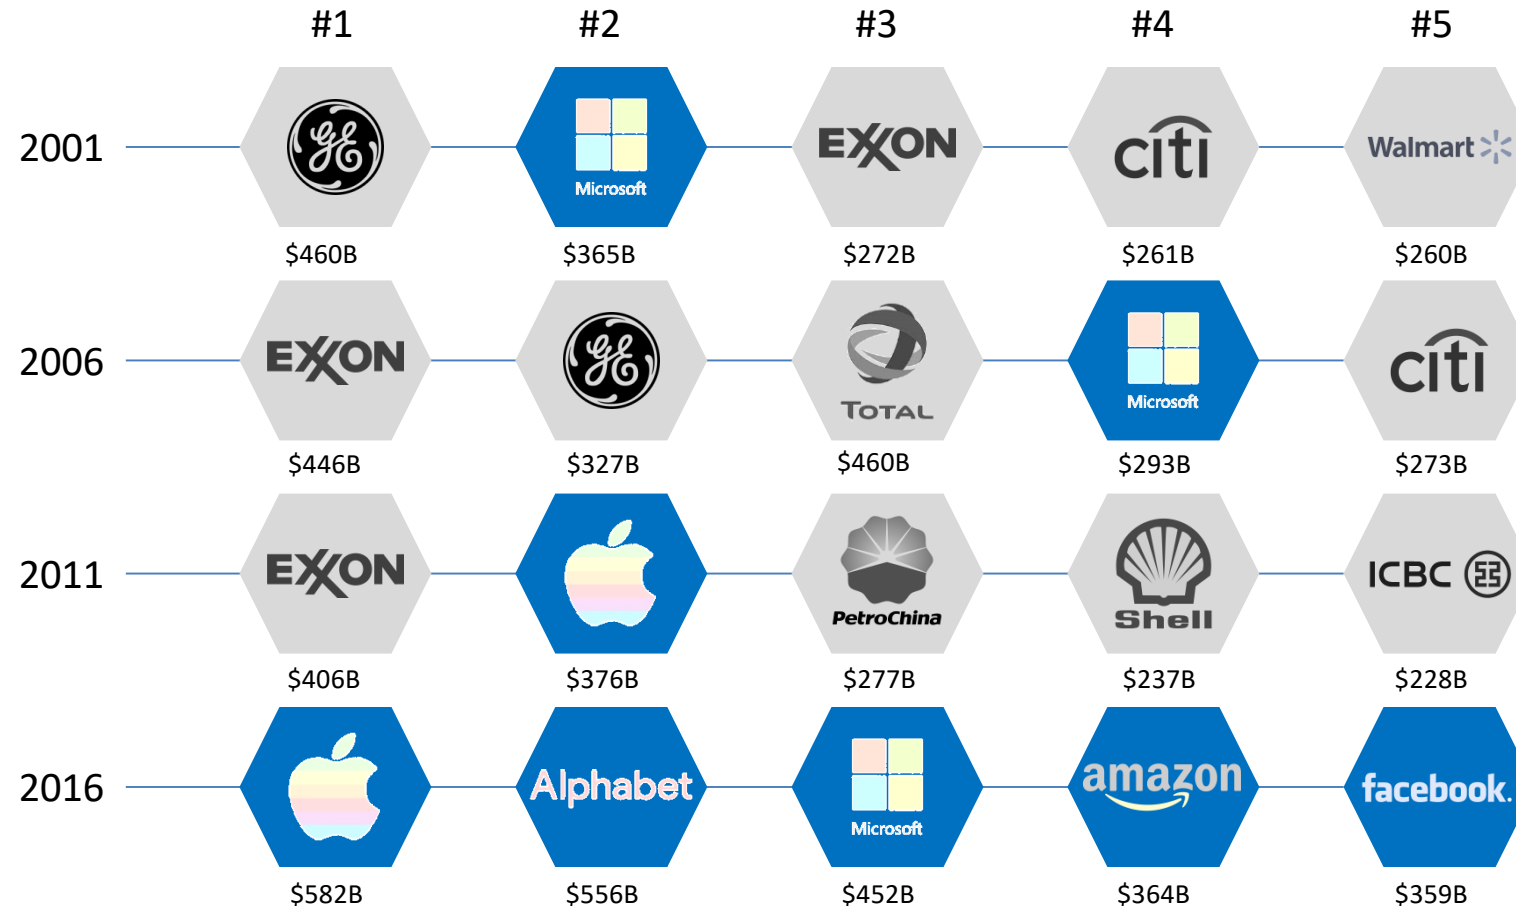 #1 #2 #3 #4 #5
2001
GE
Microsoft
EXXON
citi
Walmart
$460B $365B $272B $261B $260B
2006
EXXON
GE
TOTAL
Microsoft
citi
$446B $327B $460B $293B $273B
2011
EXXON
PetroChina
Shell
ICBC
$406B $376B $277B $237B $228B
2016
Alphabet
Microsoft
amazon
facebook.
$582B $556B $452B $364B $359B